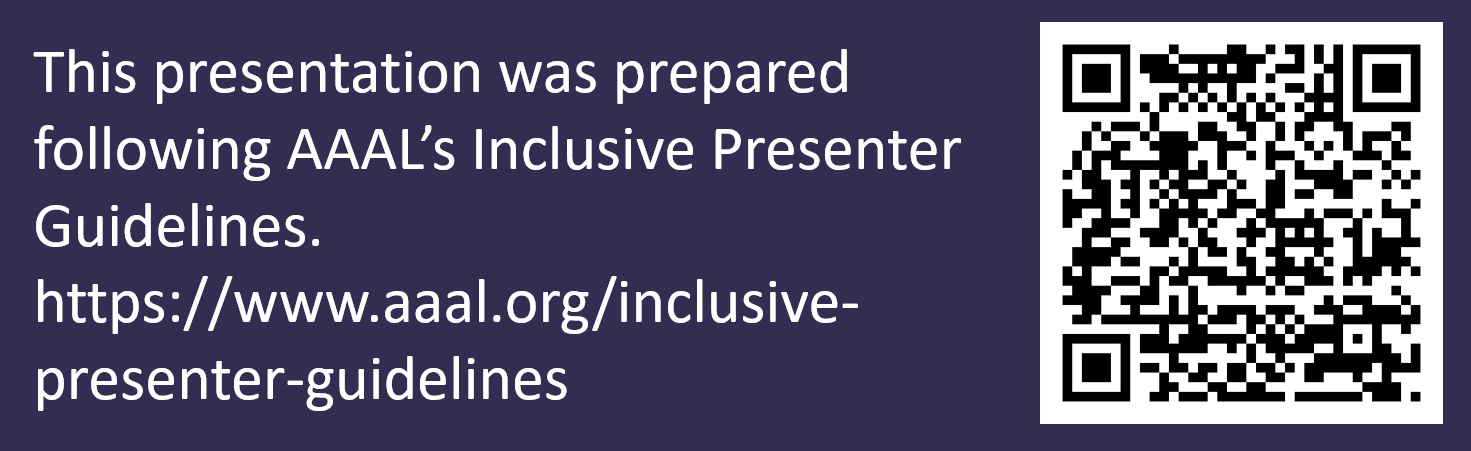 This presentation was prepared
following AAAL’s Inclusive Presenter
Guidelines.
https://www.aaal.org/inclusive-
presenter-guidelines